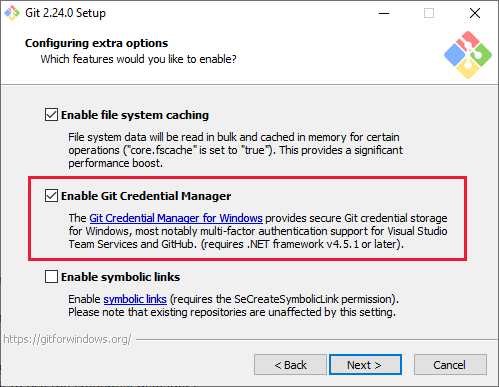 Git 2.24.0 Setup
Configuring extra options
Which features would you like to enable?
Enable file system caching
File system data will be read in bulk and cached in memory for certain
operations ("core.fscache" is set to "true"). This provides a significant
performance boost.
Enable Git Credential Manager
The Git Credential Manager for Windows provides secure Git credential storage
for Windows, most notably multi-factor authentication support for Visual Studio
Team Services and GitHub. (requires .NET framework v4.5.1 or later).
Enable symbolic links
Enable symbolic links (requires the SeCreateSymbolicLink permission).
Please note that existing repositories are unaffected by this setting.
https://gitforwindows.org/
< Back
Next >
Cancel